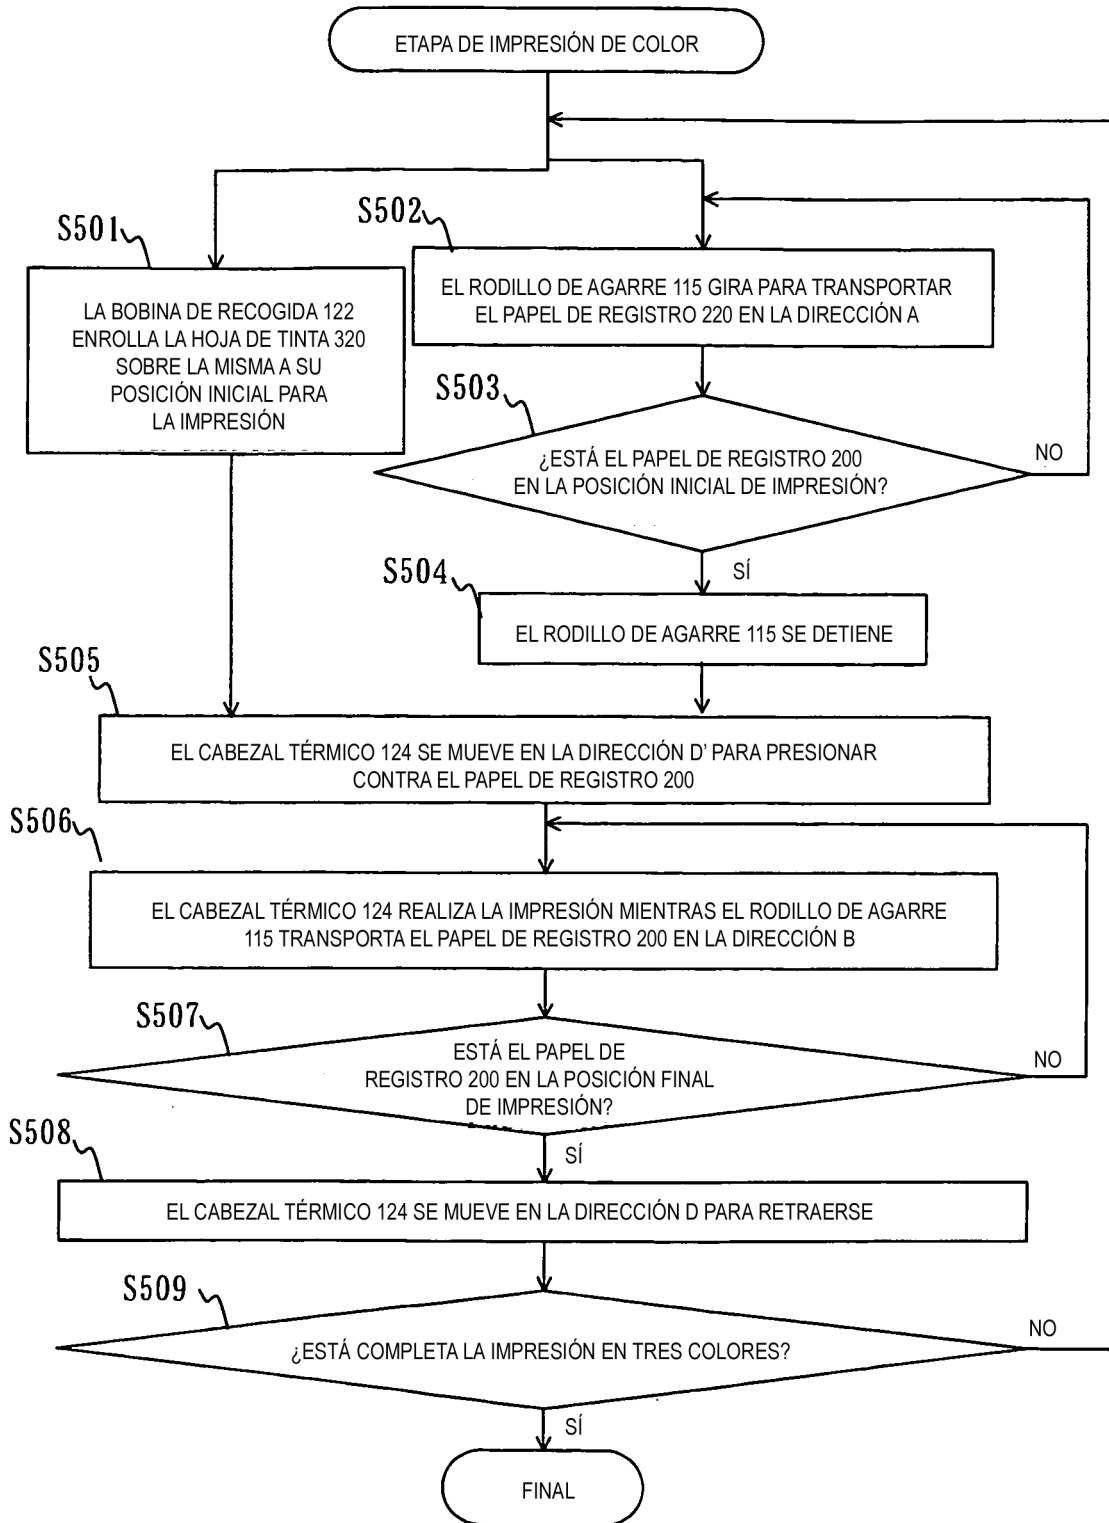 ETAPA DE IMPRESIÓN DE COLOR
S501
LA BOBINA DE RECOGIDA 122
ENROLLA LA HOJA DE TINTA 320
SOBRE LA MISMA A SU
POSICIÓN INICIAL PARA
LA IMPRESIÓN
S502
EL RODILLO DE AGARRE 115 GIRA PARA TRANSPORTAR
EL PAPEL DE REGISTRO 220 EN LA DIRECCIÓN A
S503
¿ESTÁ EL PAPEL DE REGISTRO 200
EN LA POSICIÓN INICIAL DE IMPRESIÓN?
NO
SÍ
S504
EL RODILLO DE AGARRE 115 SE DETIENE
S505
EL CABEZAL TÉRMICO 124 SE MUEVE EN LA DIRECCIÓN D' PARA PRESIONAR
CONTRA EL PAPEL DE REGISTRO 200
S506
EL CABEZAL TÉRMICO 124 REALIZA LA IMPRESIÓN MIENTRAS EL RODILLO DE AGARRE
115 TRANSPORTA EL PAPEL DE REGISTRO 200 EN LA DIRECCIÓN B
S507
ESTÁ EL PAPEL DE
REGISTRO 200 EN LA POSICIÓN FINAL
DE IMPRESIÓN?
NO
SÍ
S508
EL CABEZAL TÉRMICO 124 SE MUEVE EN LA DIRECCIÓN D PARA RETRAERSE
S509
¿ESTÁ COMPLETA LA IMPRESIÓN EN TRES COLORES?
NO
SÍ
FINAL